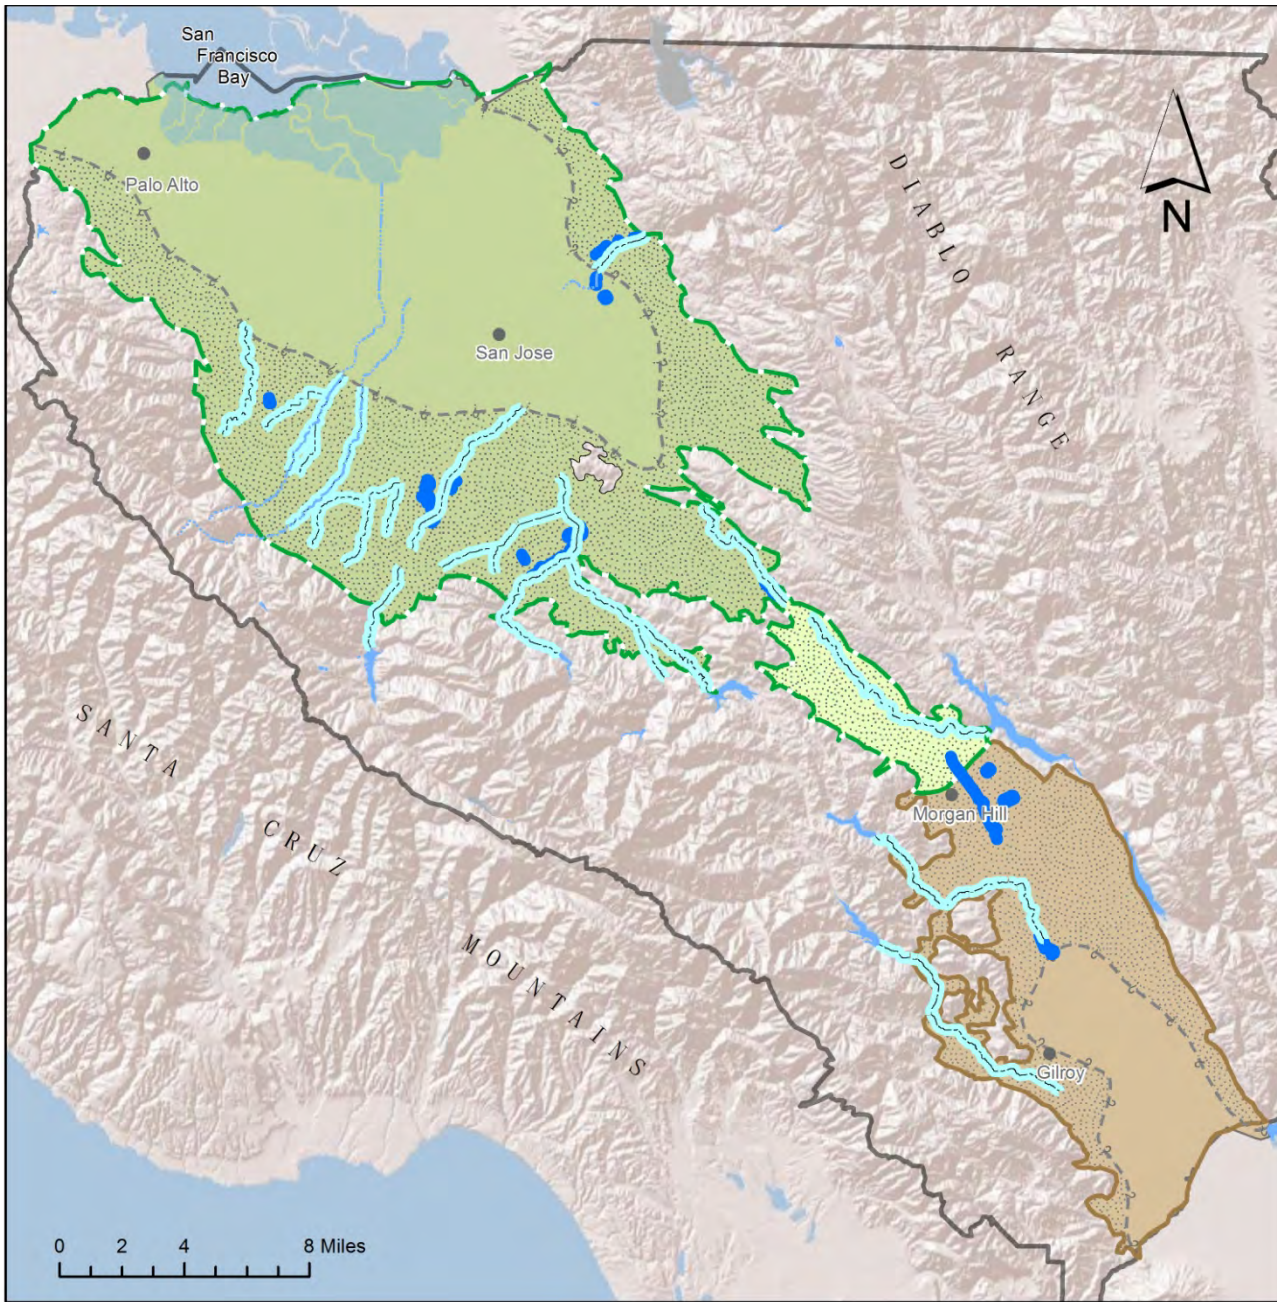 San
Francisco
Bay
Palo Alto
DIABLO
RANGE
N
San Jose
SANTA
CRUZ
MOUNTAINS
Morgan Hill
Gilroy
0 2 4 8 Miles